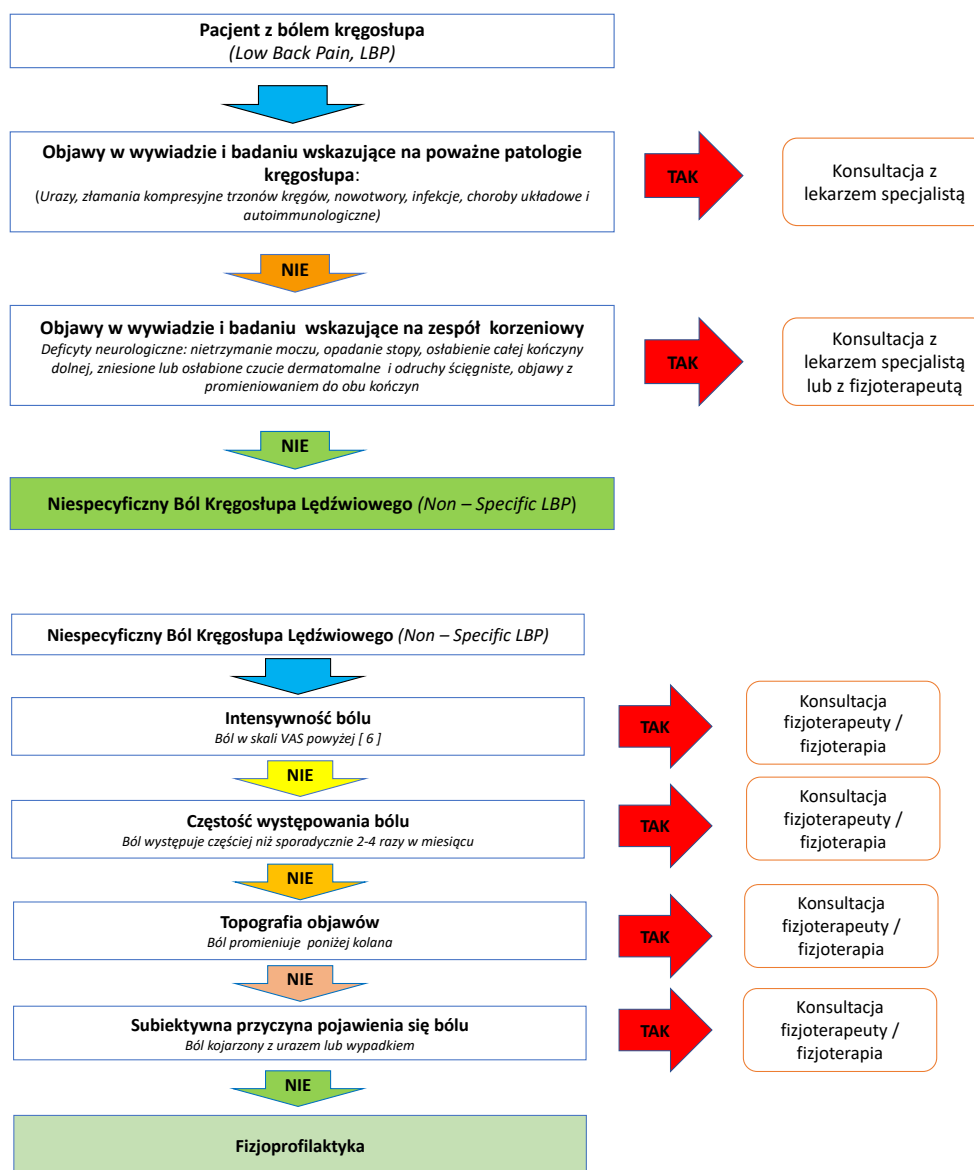 Pacjent z bólem kręgosłupa
(Low Back Pain, LBP)
Objawy w wywiadzie i badaniu wskazujące na poważne patologie
kręgosłupa:
(Urazy, złamania kompresyjne trzonów kręgów, nowotwory, infekcje, choroby układowe i
autoimmunologiczne)
TAK
Konsultacja z
lekarzem specjalistą
NIE
Objawy w wywiadzie i badaniu wskazujące na zespół korzeniowy
Deficyty neurologiczne: nietrzymanie moczu, opadanie stopy, osłabienie całej kończyny
dolnej, zniesione lub osłabione czucie dermatomalne i odruchy ścięgniste, objawy z
promieniowaniem do obu kończyn
TAK
Konsultacja z
lekarzem specjalistą
lub z fizjoterapeutą
NIE
Niespecyficzny Ból Kręgosłupa Lędźwiowego (Non – Specific LBP)
Niespecyficzny Ból Kręgosłupa Lędźwiowego (Non – Specific LBP)
Intensywność bólu
Ból w skali VAS powyżej [ 6 ]
TAK
Konsultacja
fizjoterapeuty /
fizjoterapia
NIE
Częstość występowania bólu
Ból występuje częściej niż sporadycznie 2-4 razy w miesiącu
TAK
Konsultacja
fizjoterapeuty /
fizjoterapia
NIE
Topografia objawów
Ból promieniuje poniżej kolana
TAK
Konsultacja
fizjoterapeuty /
fizjoterapia
NIE
Subiektywna przyczyna pojawienia się bólu
Ból kojarzony z urazem lub wypadkiem
TAK
Konsultacja
fizjoterapeuty /
fizjoterapia
NIE
Fizjoprofilaktyka